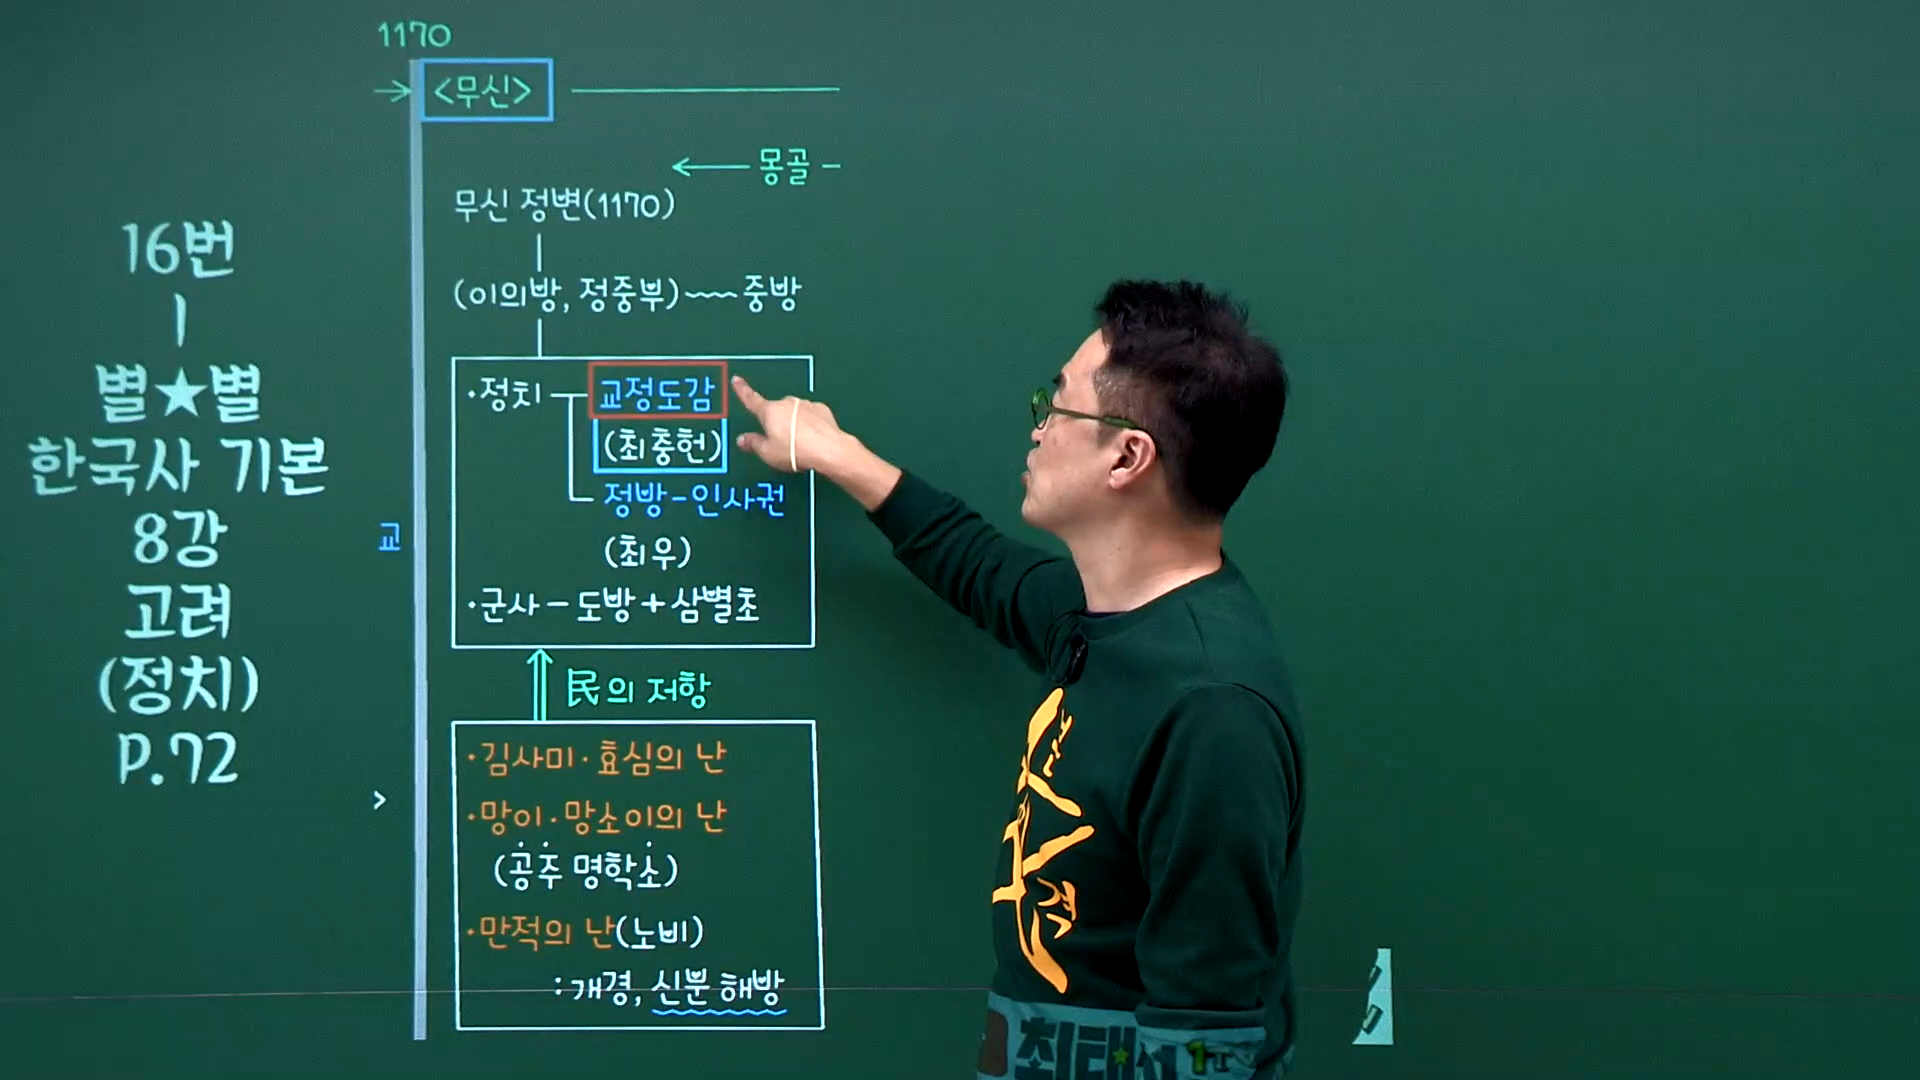 1170
<무신>
몽골
무신 정변(1170)
(이의방, 정중부)~~~중방
·정치
교정도감
(최충헌)
정방-인사권
(최우)
·군사-도방+삼별초
民의 저항
·김사미·효심의 난
·망이·망소이의 난
(공주 명학소)
·만적의 난(노비)
:개경, 신분 해방
16번
별★별
한국사 기본
8강
고려
(정치)
P.72
교
최태성